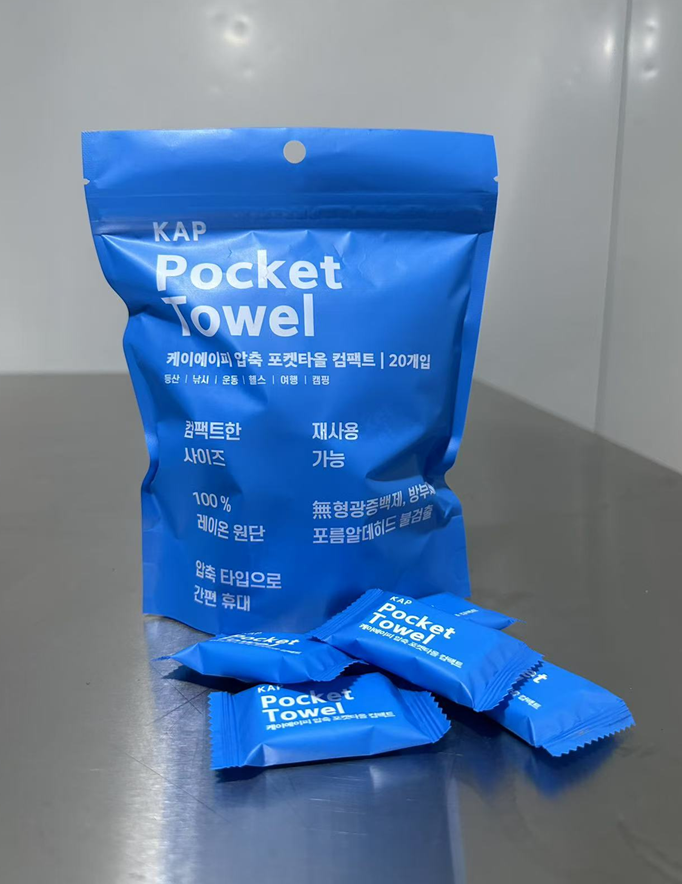 KAP
Pocket
Towel
케이에이피 압축 포켓타올 컴팩트 | 20개입
등산 | 낚시 | 운동 | 헬스 | 여행 | 캠핑
컴팩트한
사이즈
재사용
가능
100 %
레이온 원단
無형광증백제, 방부제
포름알데히드 불검출
압축 타입으로
간편 휴대
KAP
Pocket
Towel
케이에이피 압축 포켓타올 컴팩트
KAP
Pocket
KAP
Pocket
Towel
케이에이피 압축 포켓타올 컴팩트